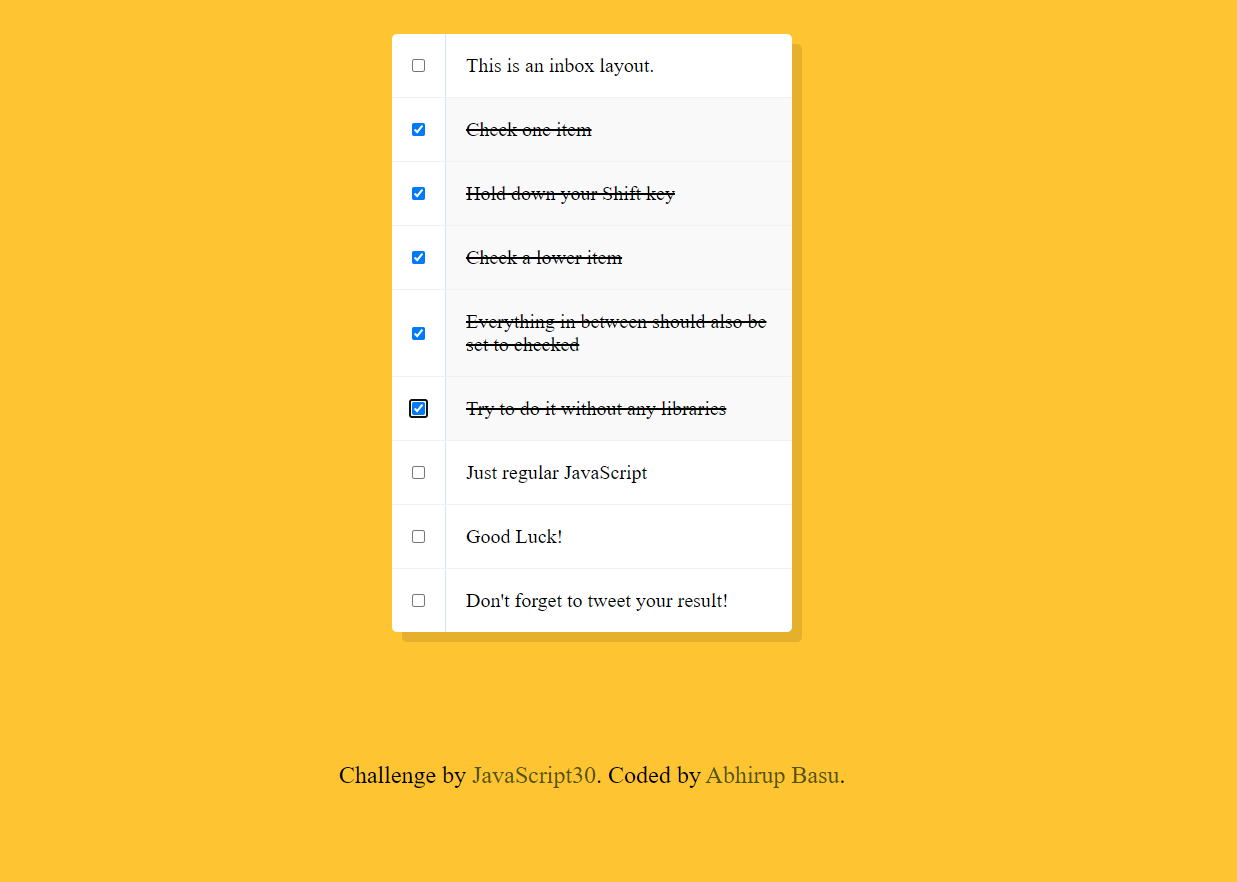 This is an inbox layout.
Check one item
Hold down your Shift key
Check a lower item
Everything in between should also be
set to checked
Try to do it without any libraries
Just regular JavaScript
Good Luck!
Don't forget to tweet your result!
Challenge by JavaScript30. Coded by Abhirup Basu.